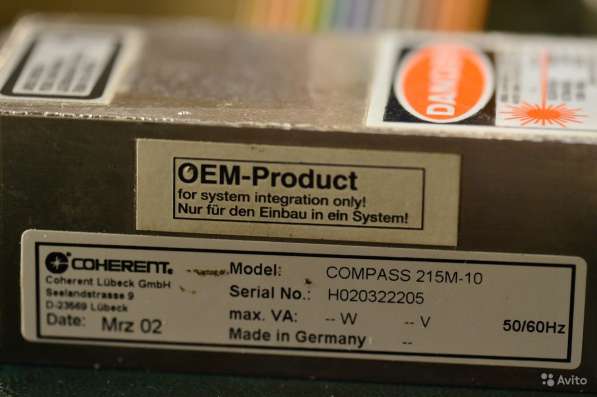 DANGER
OEM-Product
for system integration only!
Nur für den Einbau in ein System!
COHERENT.
Coherent Lübeck GmbH
Seelandstrasse 9
D-23569 Lübeck
Date: Mrz 02
Model: COMPASS 215M-10
Serial No.: H020322205
max. VA: -- W -- V 50/60Hz
Made in Germany --
Avito